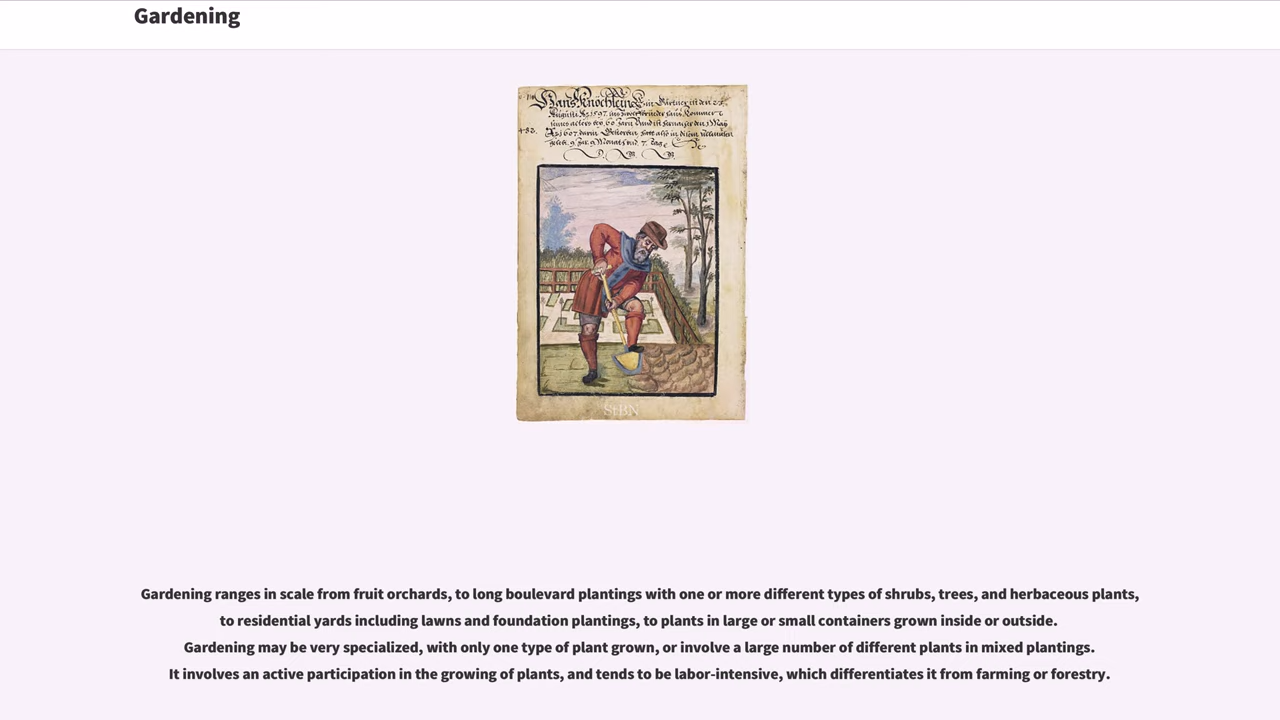 Gardening
Hans Knöchlein
483.
StBN
Gardening ranges in scale from fruit orchards, to long boulevard plantings with one or more different types of shrubs, trees, and herbaceous plants,
to residential yards including lawns and foundation plantings, to plants in large or small containers grown inside or outside.
Gardening may be very specialized, with only one type of plant grown, or involve a large number of different plants in mixed plantings.
It involves an active participation in the growing of plants, and tends to be labor-intensive, which differentiates it from farming or forestry.